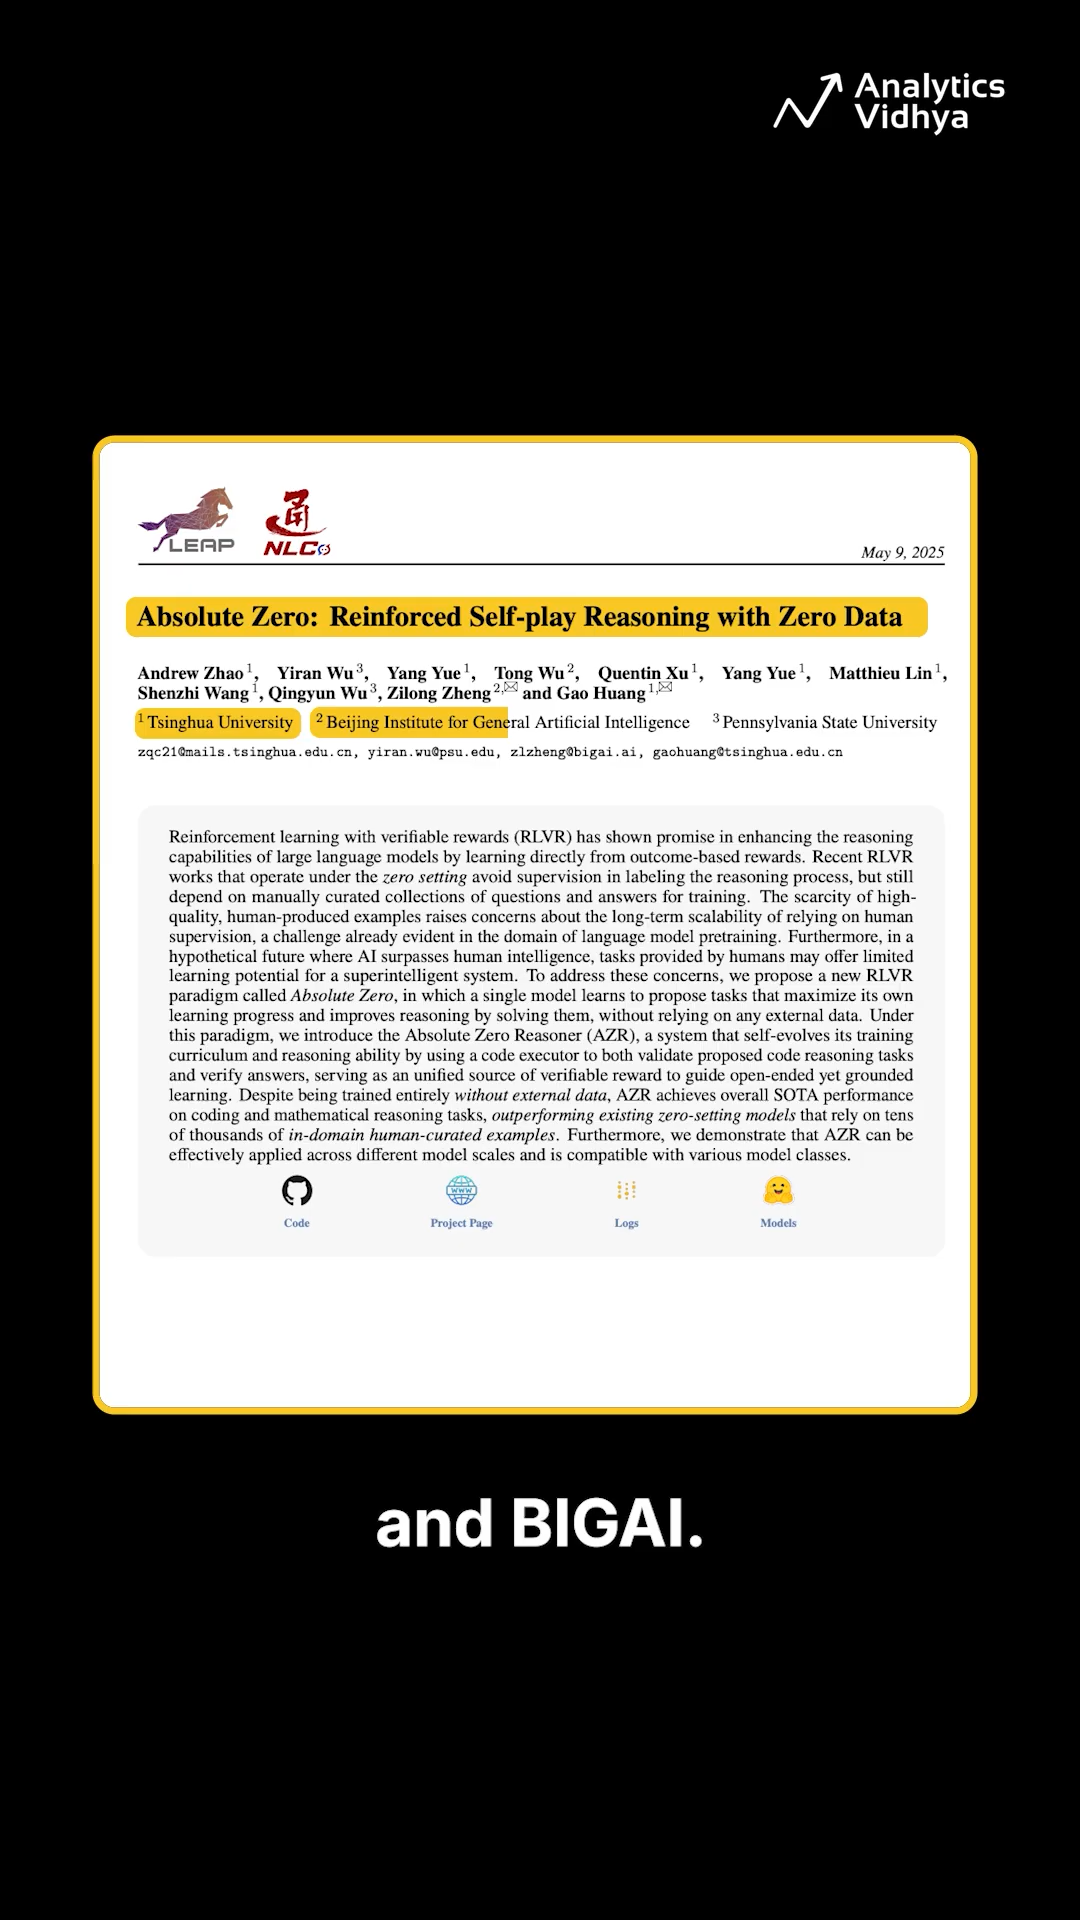 Analytics
Vidhya
LEAP
NLCo
May 9, 2025
Absolute Zero: Reinforced Self-play Reasoning with Zero Data
Andrew Zhao 1, Yiran Wu 3, Yang Yue 1, Tong Wu 2, Quentin Xu 1, Yang Yue 1, Matthieu Lin 1,
Shenzhi Wang 1, Qingyun Wu 3, Zilong Zheng 2,✉ and Gao Huang 1,✉
1 Tsinghua University 2 Beijing Institute for General Artificial Intelligence 3 Pennsylvania State University
zqc21@mails.tsinghua.edu.cn, yiran.wu@psu.edu, zlzheng@bigai.ai, gaohuang@tsinghua.edu.cn
Reinforcement learning with verifiable rewards (RLVR) has shown promise in enhancing the reasoning
capabilities of large language models by learning directly from outcome-based rewards. Recent RLVR
works that operate under the zero setting avoid supervision in labeling the reasoning process, but still
depend on manually curated collections of questions and answers for training. The scarcity of high-
quality, human-produced examples raises concerns about the long-term scalability of relying on human
supervision, a challenge already evident in the domain of language model pretraining. Furthermore, in a
hypothetical future where AI surpasses human intelligence, tasks provided by humans may offer limited
learning potential for a superintelligent system. To address these concerns, we propose a new RLVR
paradigm called Absolute Zero, in which a single model learns to propose tasks that maximize its own
learning progress and improves reasoning by solving them, without relying on any external data. Under
this paradigm, we introduce the Absolute Zero Reasoner (AZR), a system that self-evolves its training
curriculum and reasoning ability by using a code executor to both validate proposed code reasoning tasks
and verify answers, serving as an unified source of verifiable reward to guide open-ended yet grounded
learning. Despite being trained entirely without external data, AZR achieves overall SOTA performance
on coding and mathematical reasoning tasks, outperforming existing zero-setting models that rely on tens
of thousands of in-domain human-curated examples. Furthermore, we demonstrate that AZR can be
effectively applied across different model scales and is compatible with various model classes.
WWW
Code Project Page Logs Models
and BIGAI.